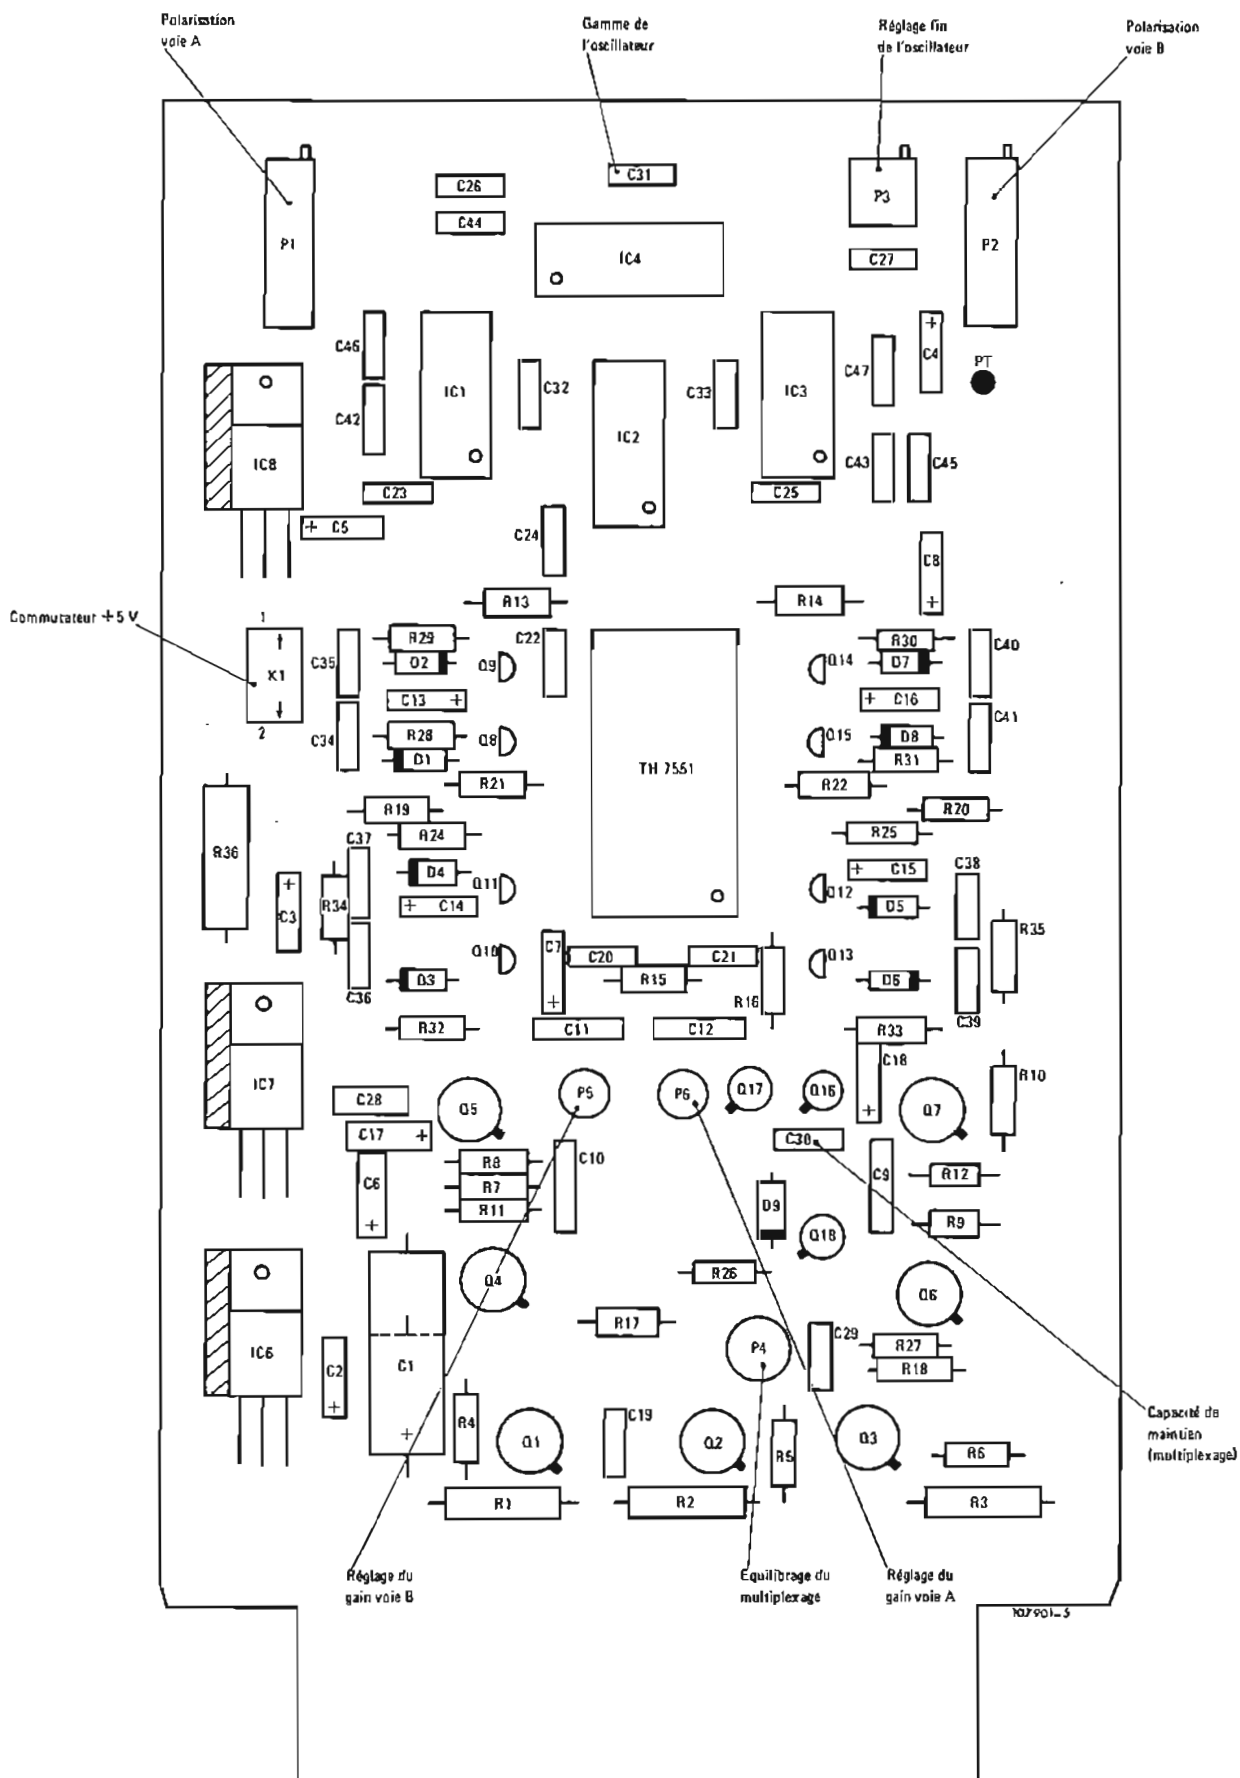 Polarisation
voie A
Gamme de
l'oscillateur
Réglage fin
de l'oscillateur
Polarisation
voie B
C31
C26
P3
C44
P1
P2
IC4
C27
C46
C4
PT
C47
IC1
C32
C33
IC3
C42
IC2
IC8
C43
C45
C23
C25
+ C5
C24
C8
R13
R14
Commutateur +5 V
1
X1
2
C35
R29
D2
Q9
C22
Q14
R30
D7
C40
C13 +
+ C16
C34
R28
D1
Q8
Q15
D8
R31
C41
TH 7551
R21
R22
R19
R20
R24
R25
R36
C37
C38
D4
Q11
Q12
+ C15
C3
R34
+ C14
D5
R35
Q10
C7
C20
C21
Q13
D3
R15
R16
D6
C36
C39
R32
C11
C12
R33
IC7
C18
R10
C28
Q5
P5
P6
Q17
Q16
Q7
C17 +
C30
R8
C10
C9
R12
C6
R7
R11
D9
R9
Q18
Q4
R26
Q6
R17
P4
C29
IC6
C2
C1
R27
R18
R4
Q1
C19
Q2
R5
Q3
R6
Capacité de
maintien
(multiplexage)
R1
R2
R3
Réglage du
gain voie B
Equilibrage du
multiplexage
Réglage du
gain voie A
107901_5